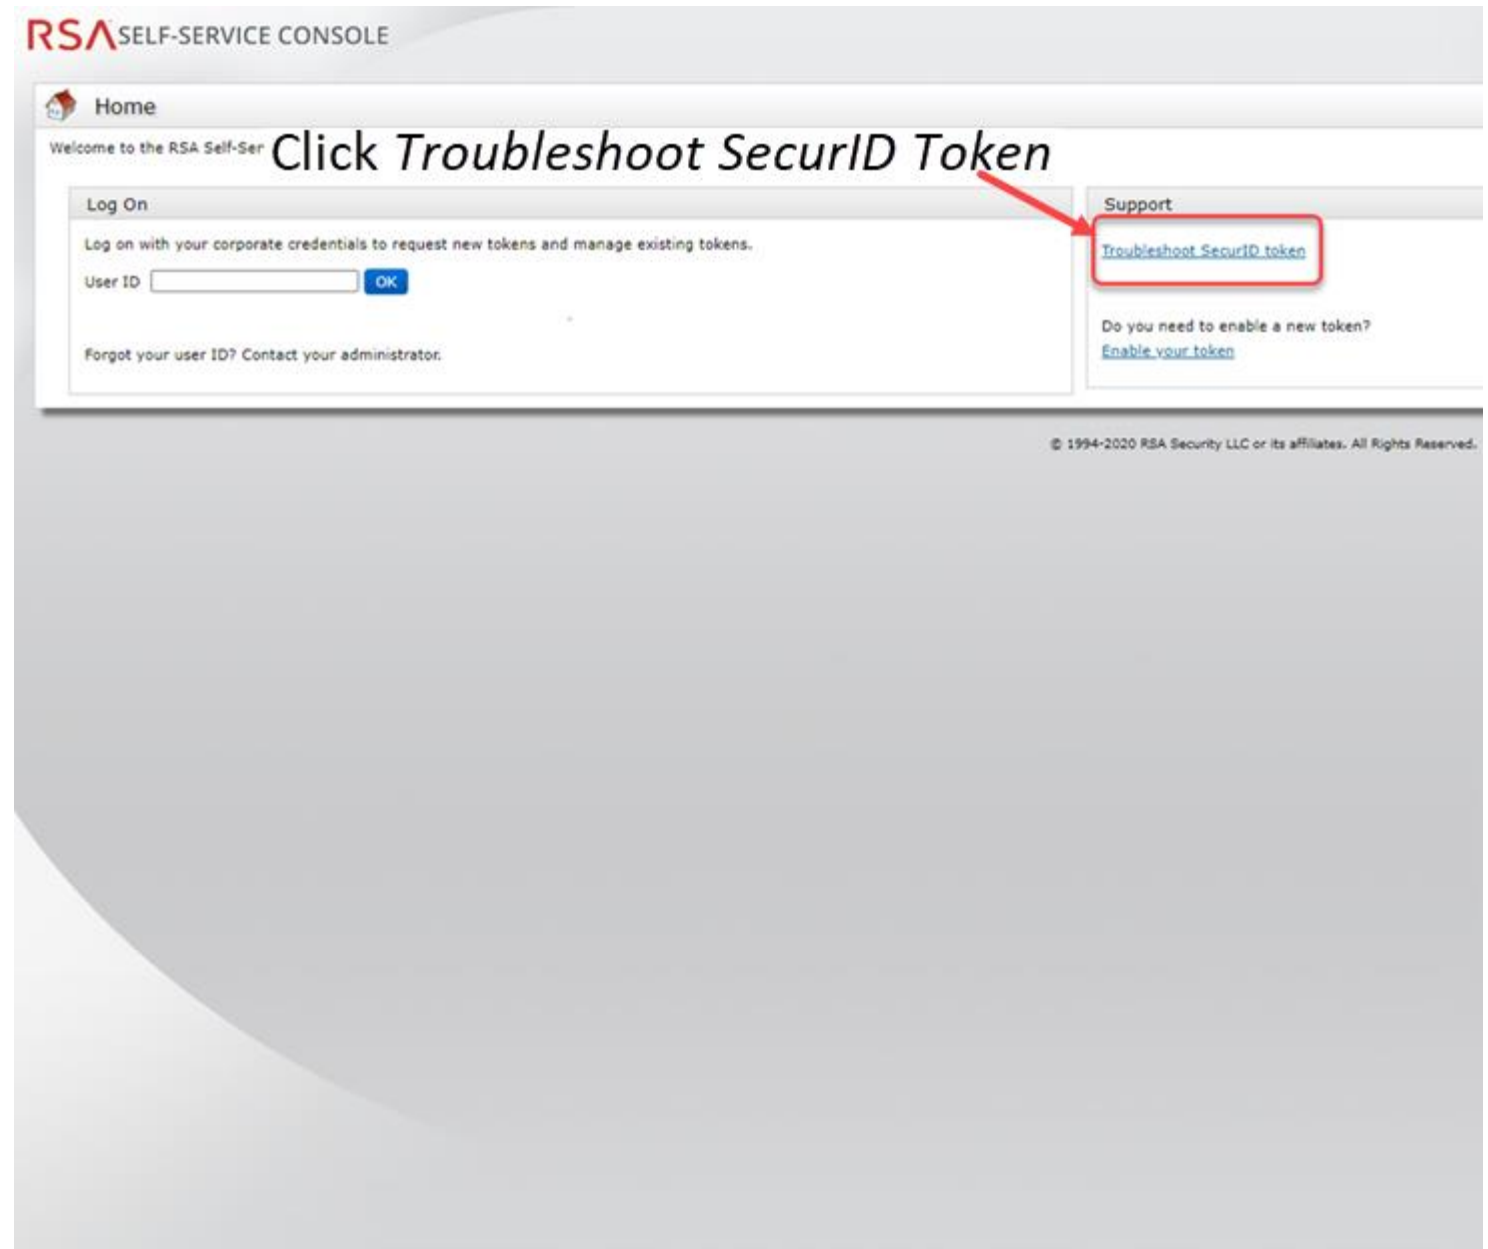 RSA SELF-SERVICE CONSOLE
Home
Welcome to the RSA Self-Ser
Click Troubleshoot SecurID Token
Log On
Log on with your corporate credentials to request new tokens and manage existing tokens.
User ID OK
Forgot your user ID? Contact your administrator.
Support
Troubleshoot SecurID token
Do you need to enable a new token?
Enable your token
© 1994-2020 RSA Security LLC or its affiliates. All Rights Reserved.